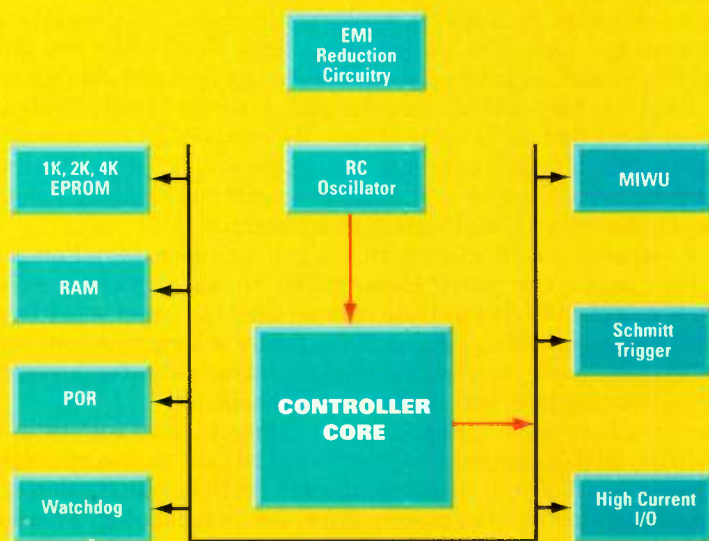 EMI
Reduction
Circuitry
1K, 2K, 4K
EPROM
RC
Oscillator
MIWU
RAM
Schmitt
Trigger
POR
CONTROLLER
CORE
Watchdog
High Current
I/O